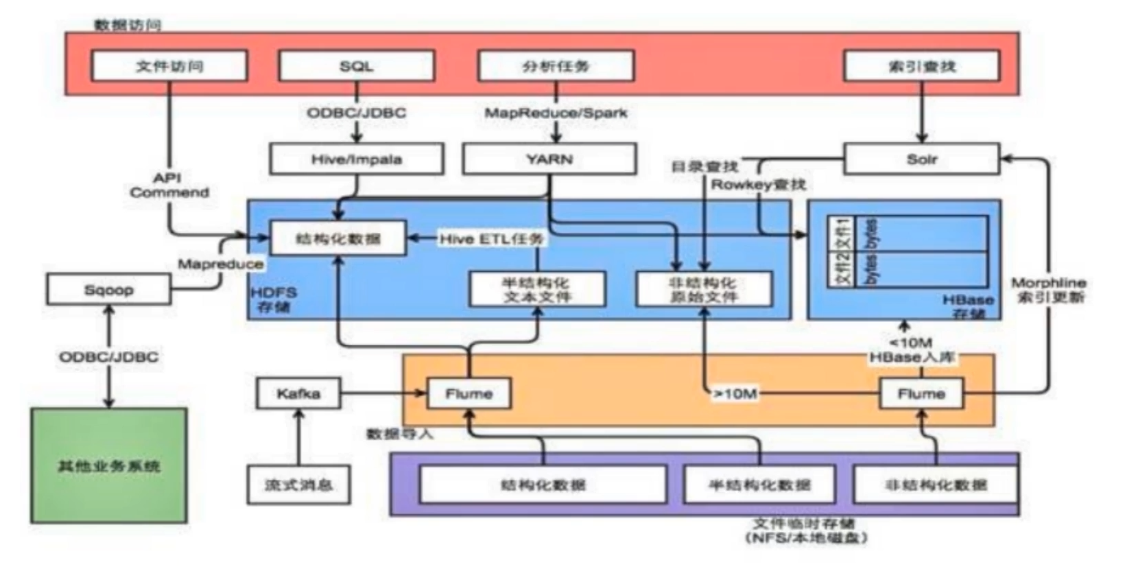 数据访问
文件访问
SQL
分析任务
索引查找
ODBC/JDBC
MapReduce/Spark
Hive/Impala
YARN
Solr
API
Commend
目录查找
Rowkey查找
结构化数据
Hive ETL任务
文件1
bytes
文件2
bytes
Mapreduce
Sqoop
HDFS
存储
半结构化
文本文件
非结构化
原始文件
HBase
存储
Morphline
索引更新
ODBC/JDBC
<10M
HBase入库
Kafka
Flume
>10M
Flume
数据导入
其他业务系统
流式消息
结构化数据
半结构化数据
非结构化数据
文件临时存储
(NFS/本地磁盘)